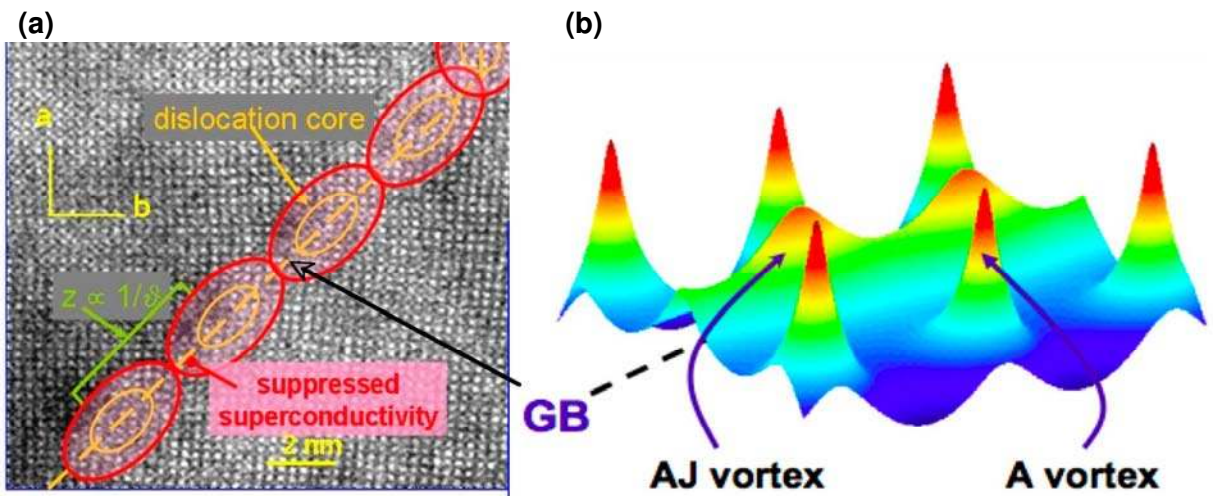 (a)
(b)
dislocation core
a
b
z ∝ 1/ϑ
suppressed
superconductivity
2 nm
GB
AJ vortex
A vortex